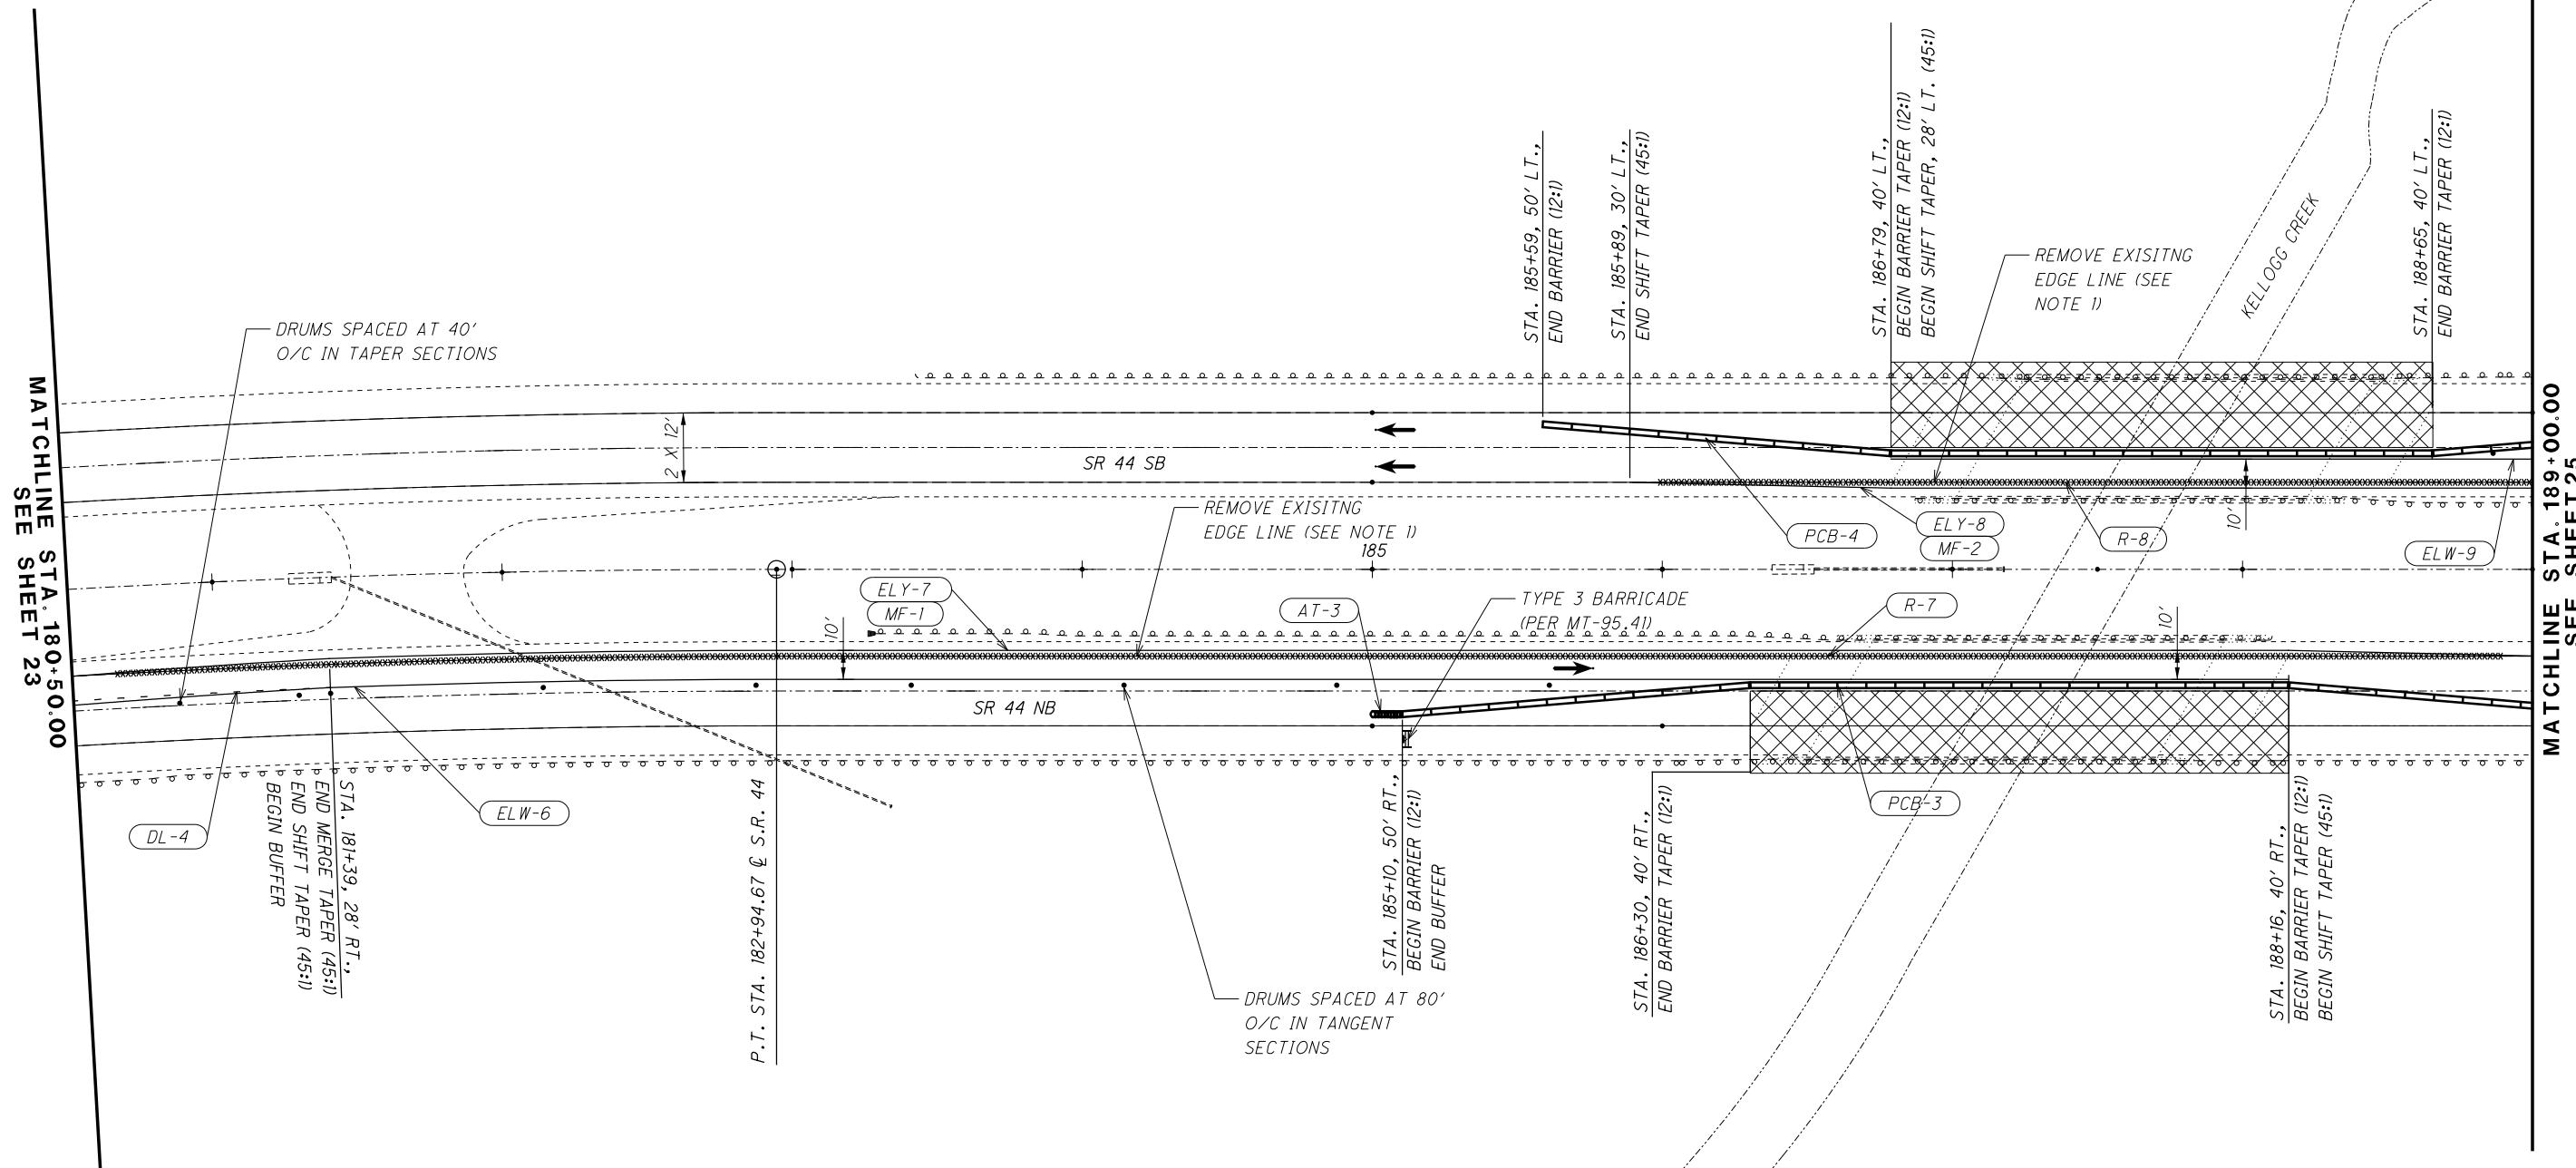 MATCHLINE STA. 180+50.00
SEE SHEET 23
DRUMS SPACED AT 40'
O/C IN TAPER SECTIONS
2 X 12'
SR 44 SB
STA. 185+59, 50' LT.,
END BARRIER (12:1)
STA. 185+89, 30' LT.,
END SHIFT TAPER (45:1)
STA. 186+79, 40' LT.,
BEGIN BARRIER TAPER (12:1)
BEGIN SHIFT TAPER, 28' LT. (45:1)
REMOVE EXISITNG
EDGE LINE (SEE
NOTE 1)
KELLOGG CREEK
STA. 188+65, 40' LT.,
END BARRIER TAPER (12:1)
MATCHLINE STA. 189+00.00
SEE SHEET 25
REMOVE EXISITNG
EDGE LINE (SEE NOTE 1)
185
PCB-4
ELY-8
MF-2
R-8
10'
ELW-9
ELY-7
MF-1
10'
AT-3
TYPE 3 BARRICADE
(PER MT-95.41)
R-7
10'
SR 44 NB
DL-4
ELW-6
STA. 181+39, 28' RT.,
END MERGE TAPER (45:1)
END SHIFT TAPER (45:1)
BEGIN BUFFER
P.T. STA. 182+94.67 ℄ S.R. 44
DRUMS SPACED AT 80'
O/C IN TANGENT
SECTIONS
STA. 185+10, 50' RT.,
BEGIN BARRIER (12:1)
END BUFFER
STA. 186+30, 40' RT.,
END BARRIER TAPER (12:1)
PCB-3
STA. 188+16, 40' RT.,
BEGIN BARRIER TAPER (12:1)
BEGIN SHIFT TAPER (45:1)